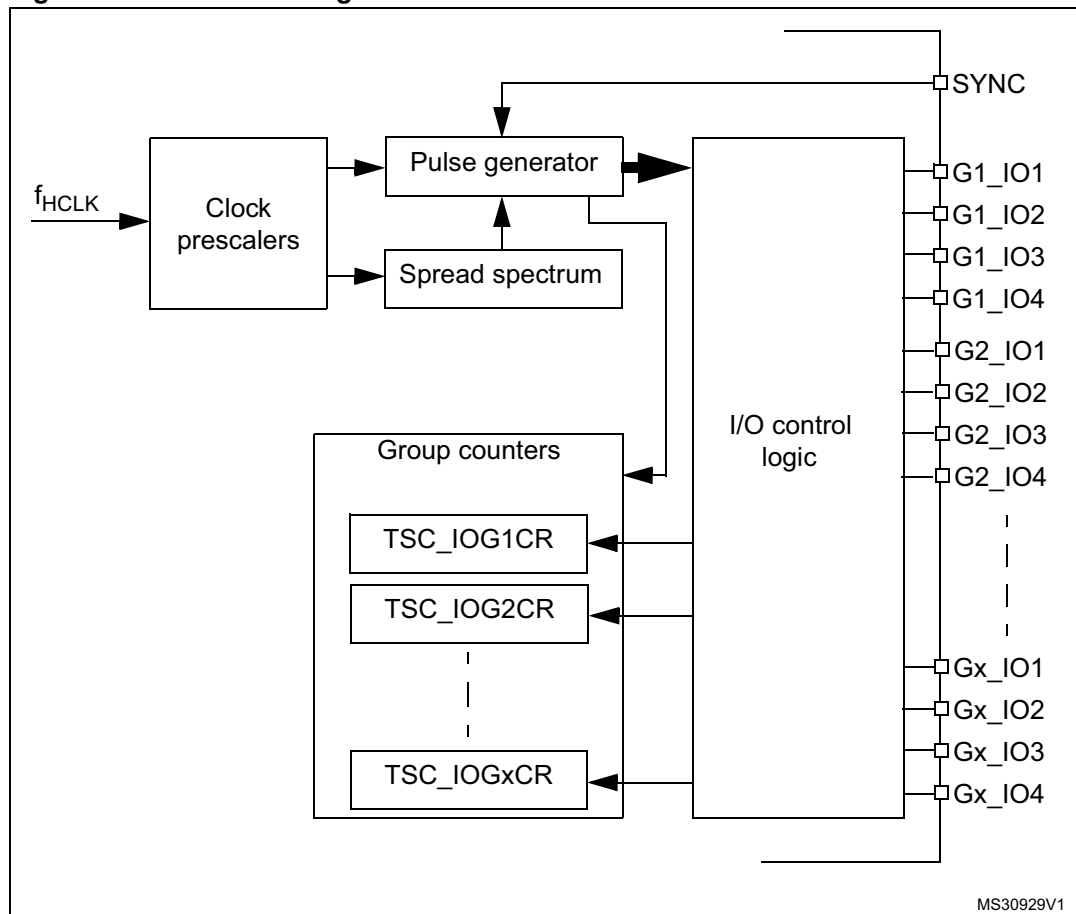 SYNC
Pulse generator
G1_IO1
fHCLK
Clock
prescalers
G1_IO2
G1_IO3
Spread spectrum
G1_IO4
G2_IO1
G2_IO2
I/O control
logic
G2_IO3
Group counters
G2_IO4
TSC_IOG1CR
TSC_IOG2CR
Gx_IO1
Gx_IO2
Gx_IO3
TSC_IOGxCR
Gx_IO4
MS30929V1